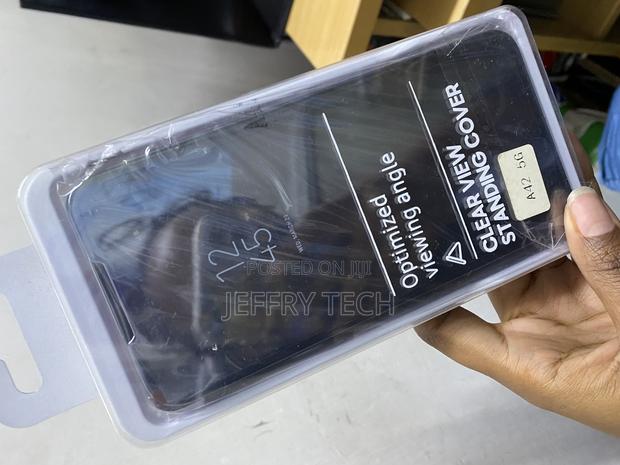 A42 5G
CLEAR VIEW
STANDING COVER
Optimized
viewing angle
12
45
POSTED ON JIJI
JEFFRY TECH